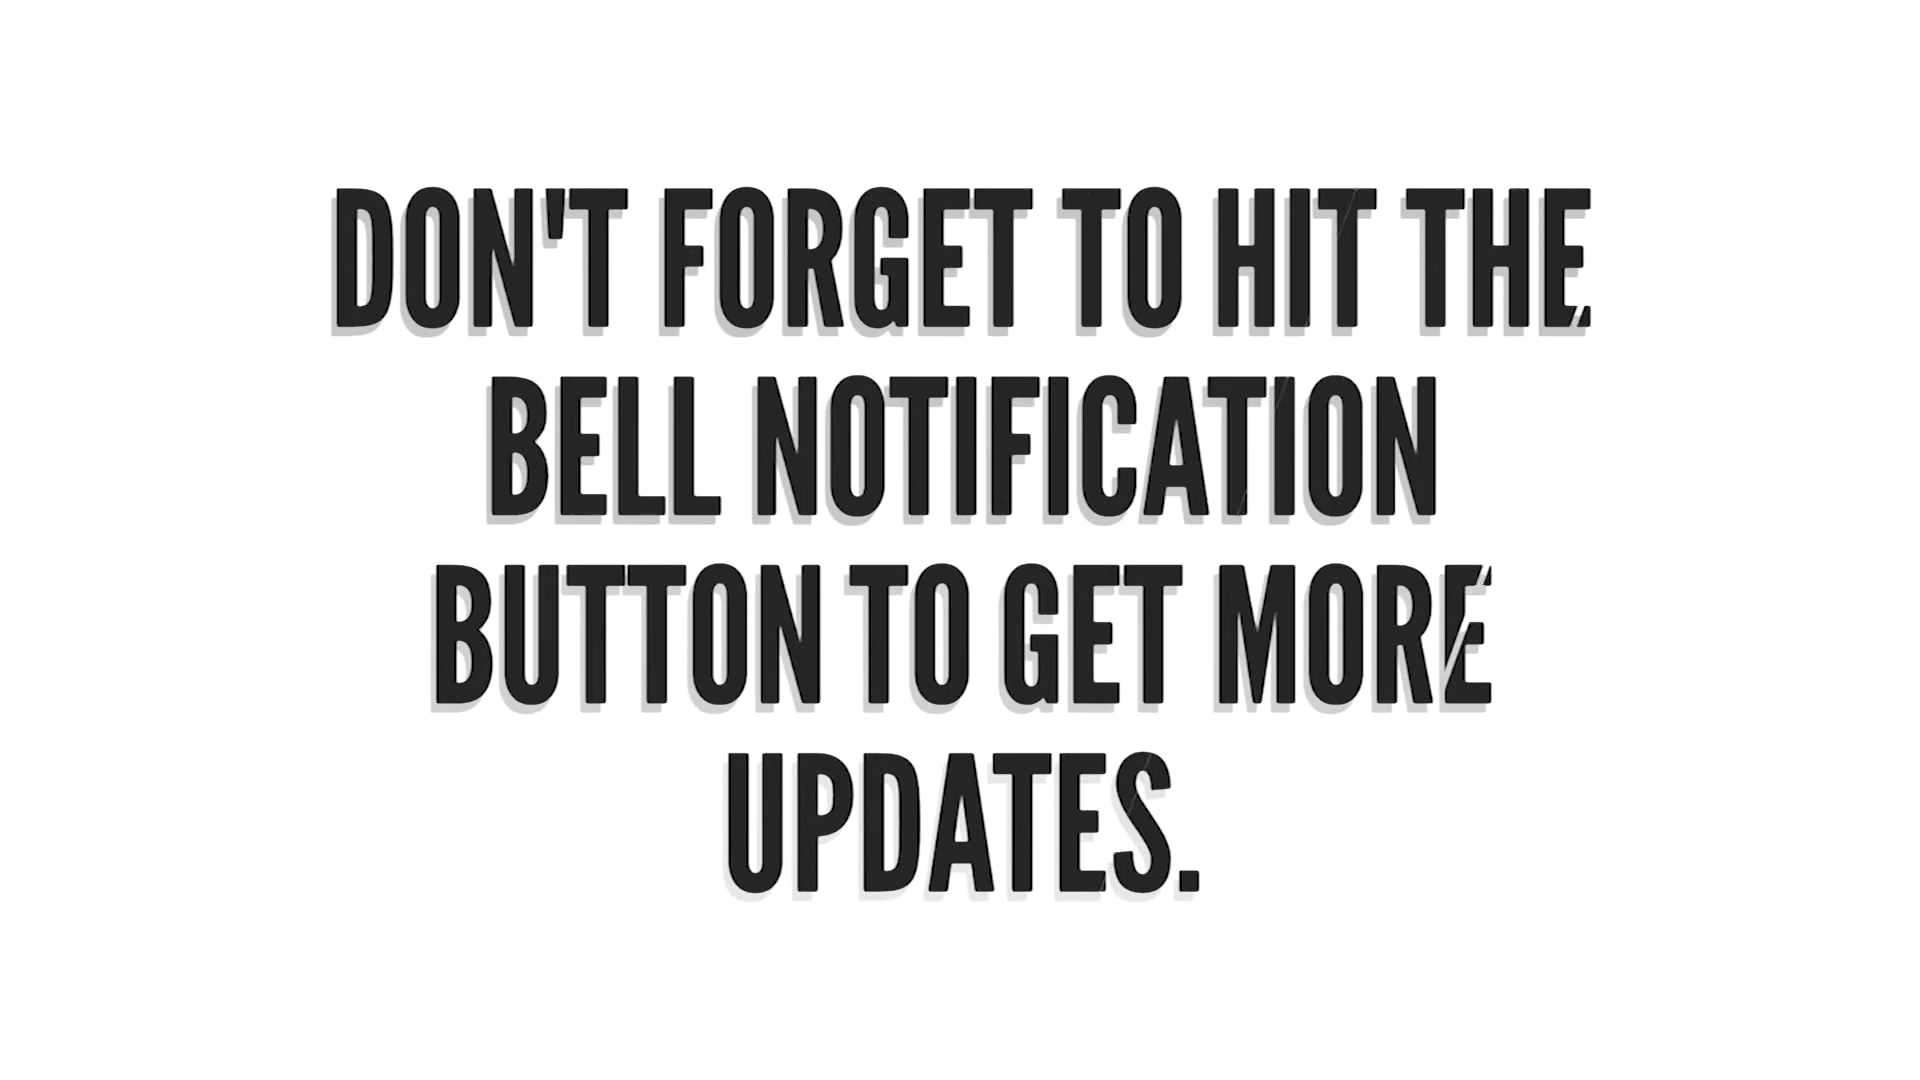 DON'T FORGET TO HIT THE
BELL NOTIFICATION
BUTTON TO GET MORE
UPDATES.